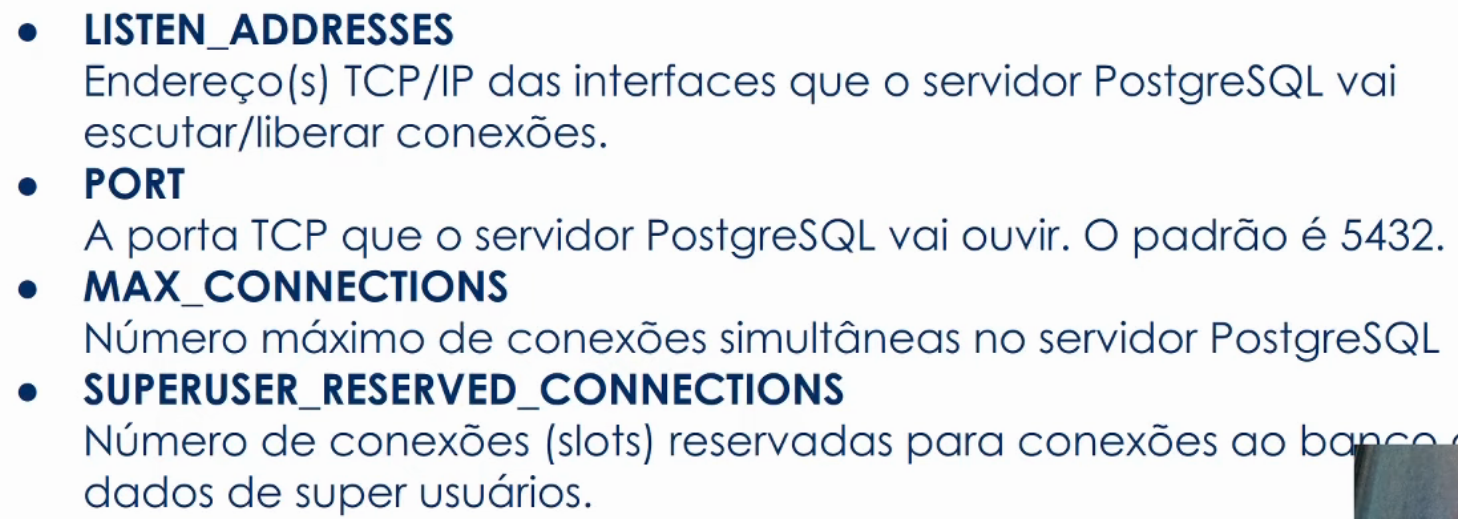 ● LISTEN_ADDRESSES
Endereço(s) TCP/IP das interfaces que o servidor PostgreSQL vai
escutar/liberar conexões.
● PORT
A porta TCP que o servidor PostgreSQL vai ouvir. O padrão é 5432.
● MAX_CONNECTIONS
Número máximo de conexões simultâneas no servidor PostgreSQL
● SUPERUSER_RESERVED_CONNECTIONS
Número de conexões (slots) reservadas para conexões ao banco
dados de super usuários.